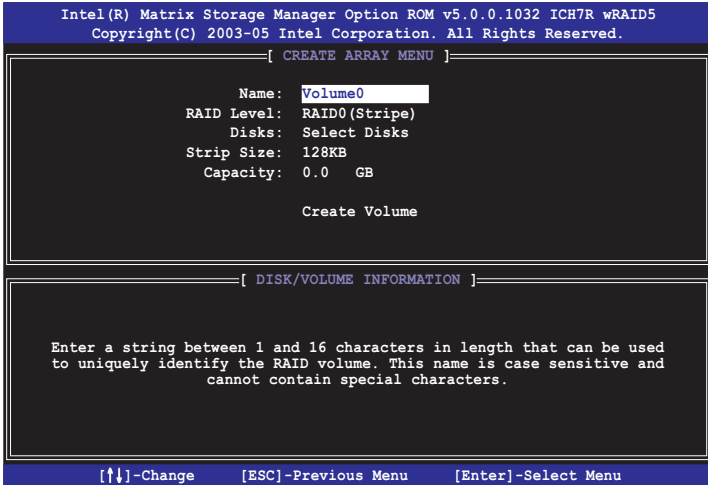 Intel(R) Matrix Storage Manager Option ROM v5.0.0.1032 ICH7R wRAID5
Copyright(C) 2003-05 Intel Corporation. All Rights Reserved.
[ CREATE ARRAY MENU ]
Name: Volume0
RAID Level: RAID0(Stripe)
Disks: Select Disks
Strip Size: 128KB
Capacity: 0.0 GB
Create Volume
[ DISK/VOLUME INFORMATION ]
Enter a string between 1 and 16 characters in length that can be used
to uniquely identify the RAID volume. This name is case sensitive and
cannot contain special characters.
[↑↓]-Change [ESC]-Previous Menu [Enter]-Select Menu